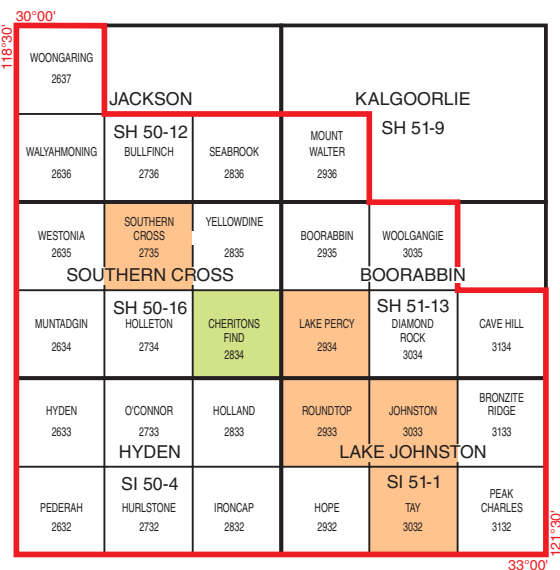 30°00'
118°30'
WOONGARING
2637
JACKSON
KALGOORLIE
SH 50-12
SH 51-9
WALYAHMONING
2636
BULLFINCH
2736
SEABROOK
2836
MOUNT
WALTER
2936
WESTONIA
2635
SOUTHERN
CROSS
2735
YELLOWDINE
2835
BOORABBIN
2935
WOOLGANGIE
3035
SOUTHERN CROSS
BOORABBIN
SH 50-16
SH 51-13
MUNTADGIN
2634
HOLLETON
2734
CHERITONS
FIND
2834
LAKE PERCY
2934
DIAMOND
ROCK
3034
CAVE HILL
3134
HYDEN
2633
O'CONNOR
2733
HOLLAND
2833
ROUNDTOP
2933
JOHNSTON
3033
BRONZITE
RIDGE
3133
HYDEN
LAKE JOHNSTON
SI 50-4
SI 51-1
PEDERAH
2632
HURLSTONE
2732
IRONCAP
2832
HOPE
2932
TAY
3032
PEAK
CHARLES
3132
121°30'
33°00'